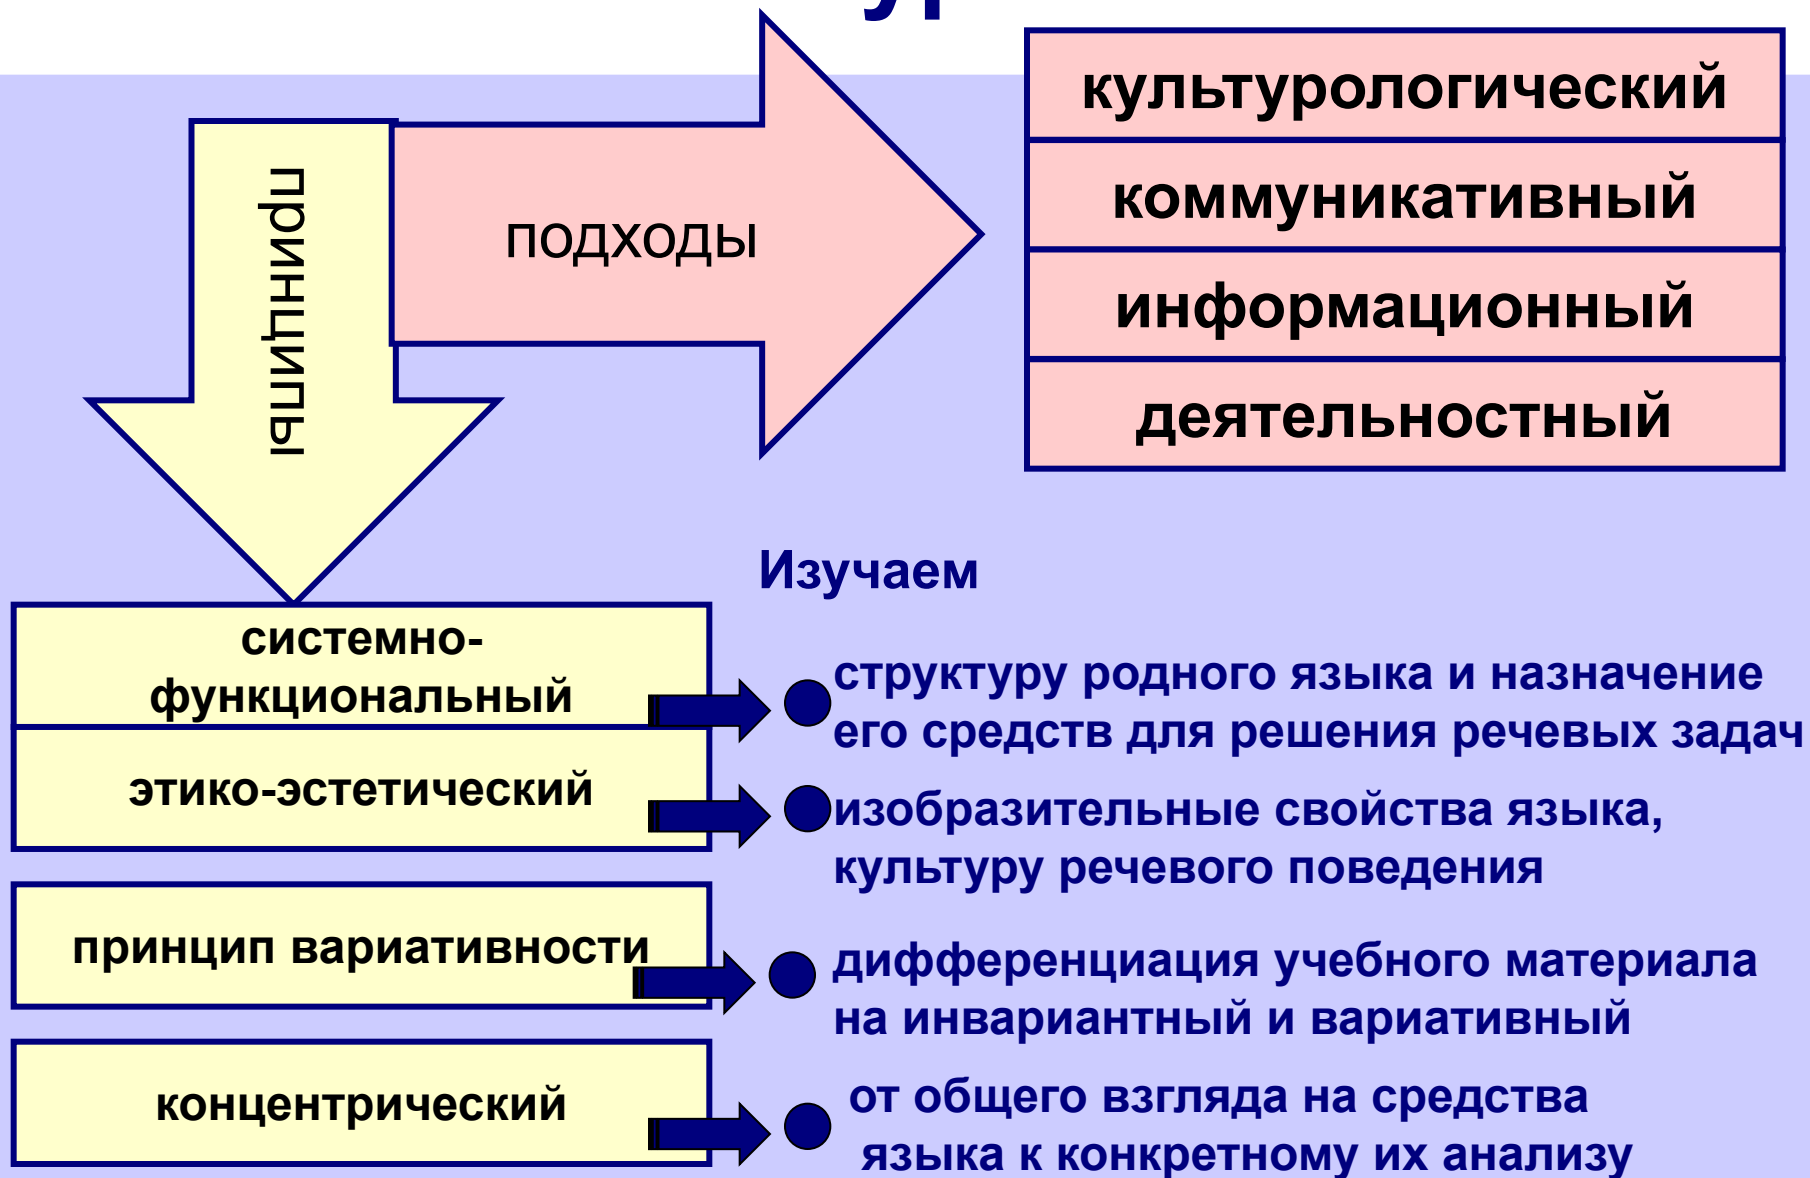 принципы
подходы
культурологический
коммуникативный
информационный
деятельностный
Изучаем
системно-
функциональный
структуру родного языка и назначение
его средств для решения речевых задач
этико-эстетический
изобразительные свойства языка,
культуру речевого поведения
принцип вариативности
дифференциация учебного материала
на инвариантный и вариативный
концентрический
от общего взгляда на средства
языка к конкретному их анализу